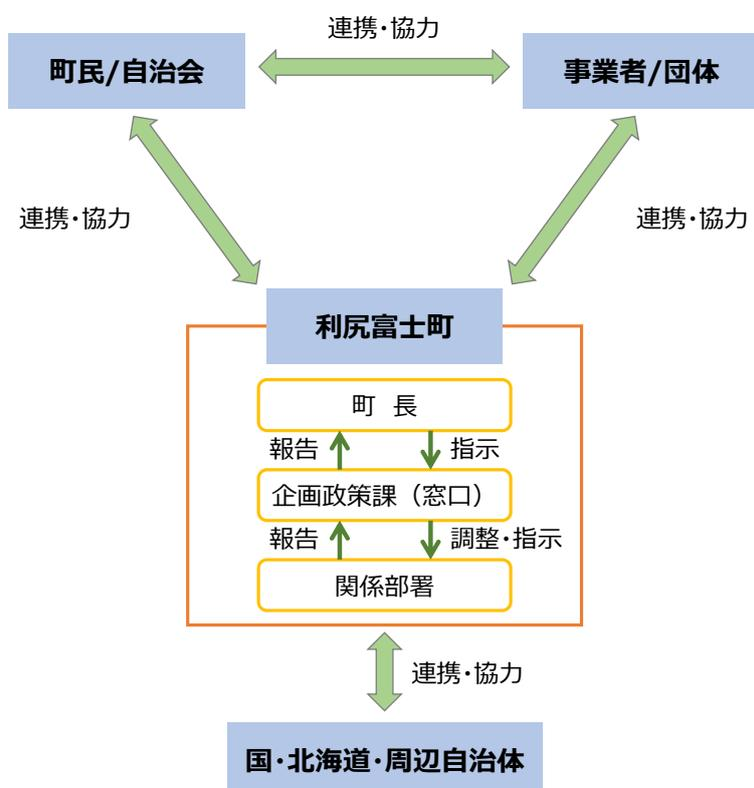 連携・協力
町民/自治会
事業者/団体
連携・協力
連携・協力
利尻富士町
町 長
報告
指示
企画政策課（窓口）
報告
調整・指示
関係部署
連携・協力
国・北海道・周辺自治体